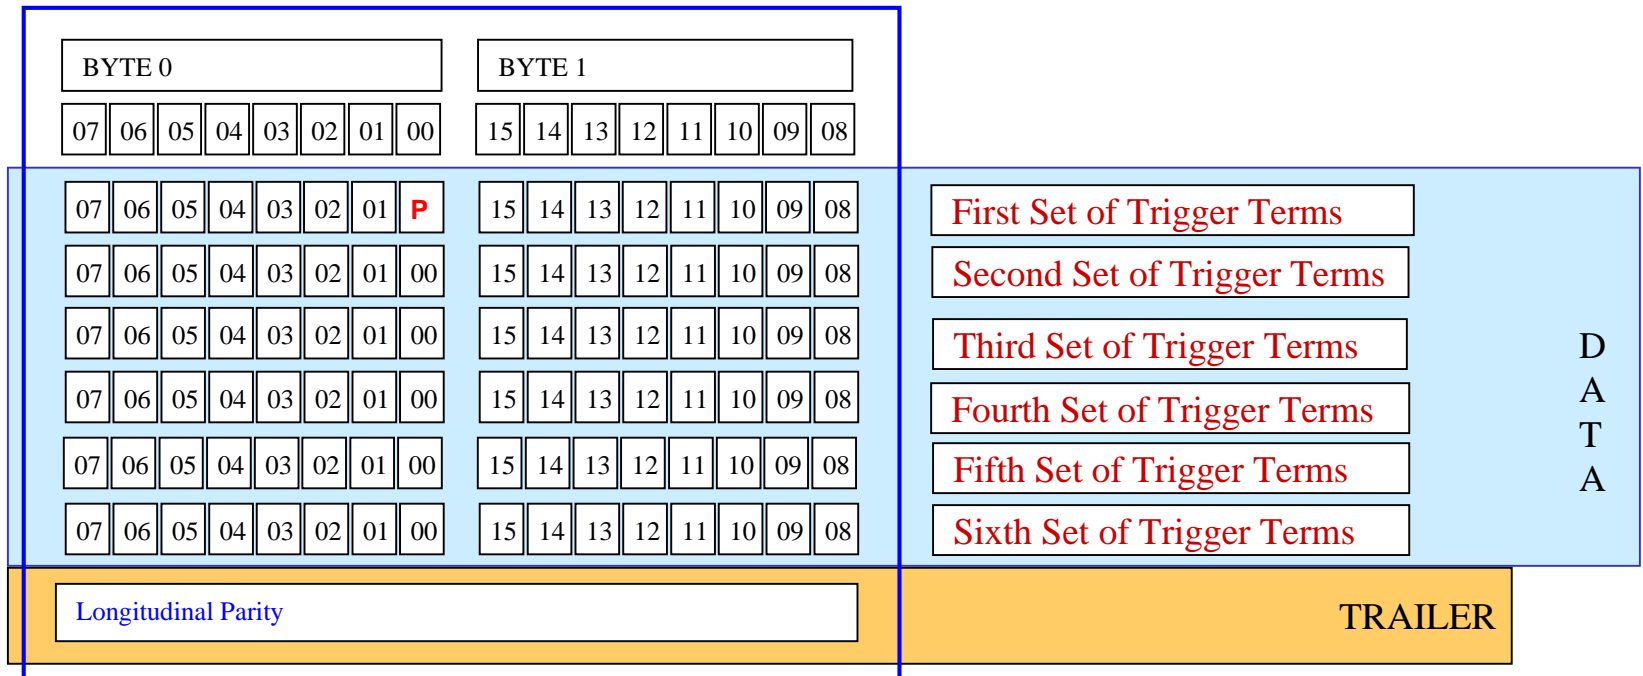 BYTE 0 BYTE 1
07 06 05 04 03 02 01 00 15 14 13 12 11 10 09 08
07 06 05 04 03 02 01 P 15 14 13 12 11 10 09 08 First Set of Trigger Terms
07 06 05 04 03 02 01 00 15 14 13 12 11 10 09 08 Second Set of Trigger Terms
07 06 05 04 03 02 01 00 15 14 13 12 11 10 09 08 Third Set of Trigger Terms
07 06 05 04 03 02 01 00 15 14 13 12 11 10 09 08 Fourth Set of Trigger Terms
07 06 05 04 03 02 01 00 15 14 13 12 11 10 09 08 Fifth Set of Trigger Terms
07 06 05 04 03 02 01 00 15 14 13 12 11 10 09 08 Sixth Set of Trigger Terms
D
A
T
A
Longitudinal Parity TRAILER